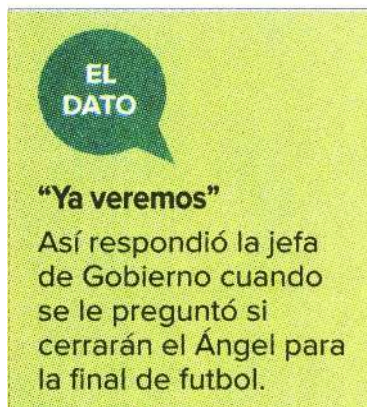 EL
DATO
“Ya veremos”
Así respondió la jefa
de Gobierno cuando
se le preguntó si
cerrarán el Ángel para
la final de futbol.